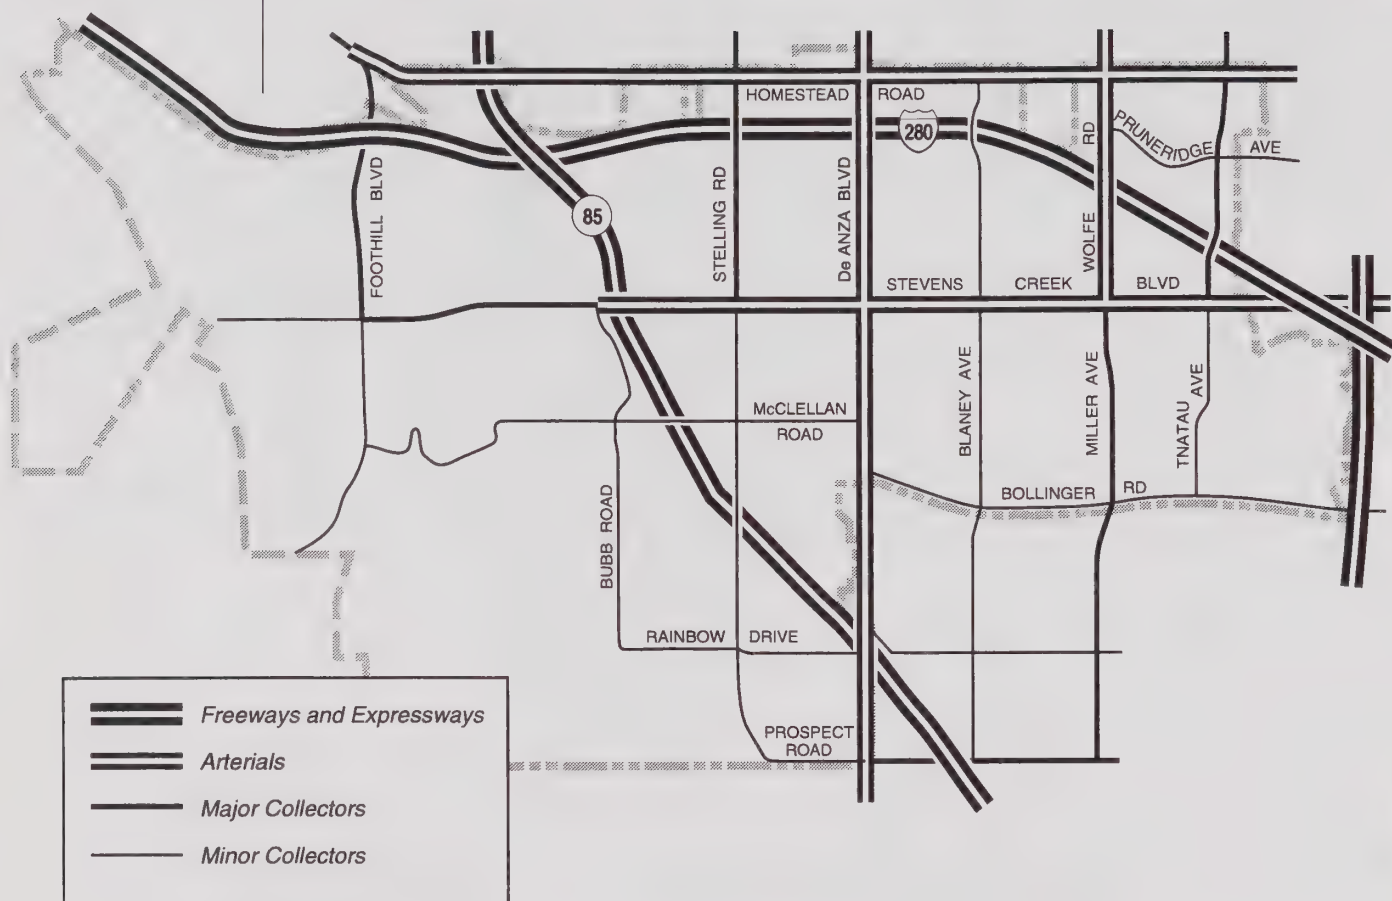 HOMESTEAD ROAD
280
PRUNERIDGE AVE
FOOTHILL BLVD
85
STELLING RD
De ANZA BLVD
WOLFE RD
STEVENS CREEK BLVD
BLANEY AVE
MILLER AVE
TNATAU AVE
McCLELLAN
ROAD
BOLLINGER RD
BUBB ROAD
RAINBOW DRIVE
PROSPECT
ROAD
Freeways and Expressways
Arterials
Major Collectors
Minor Collectors